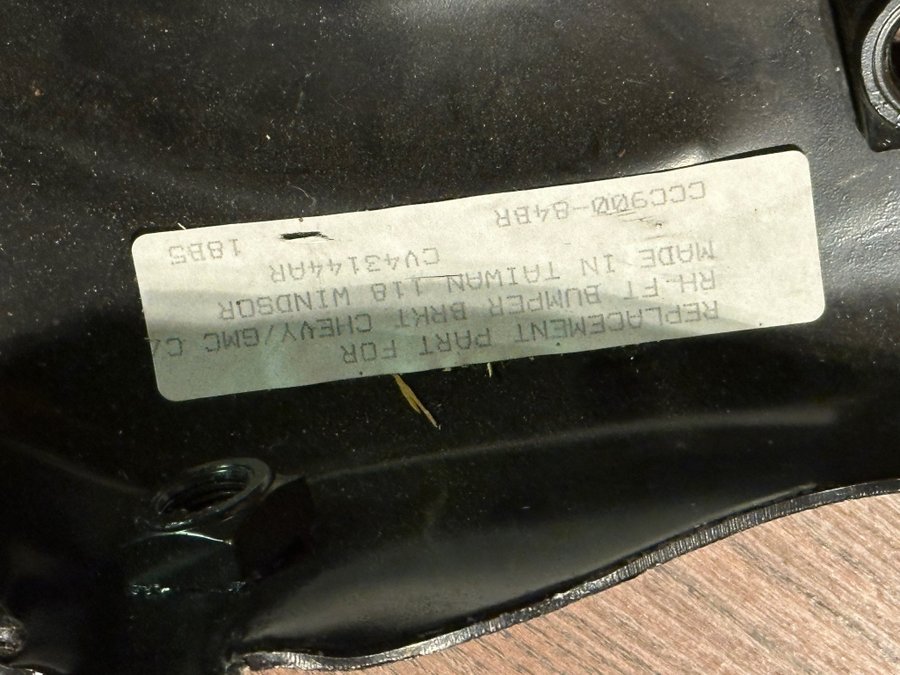 REPLACEMENT PART FOR
RH-FT BUMPER BRKT CHEVY/GMC C/
MADE IN TAIWAN 118 WINDSOR
CV43144AR
CCC900-84BR 18B5